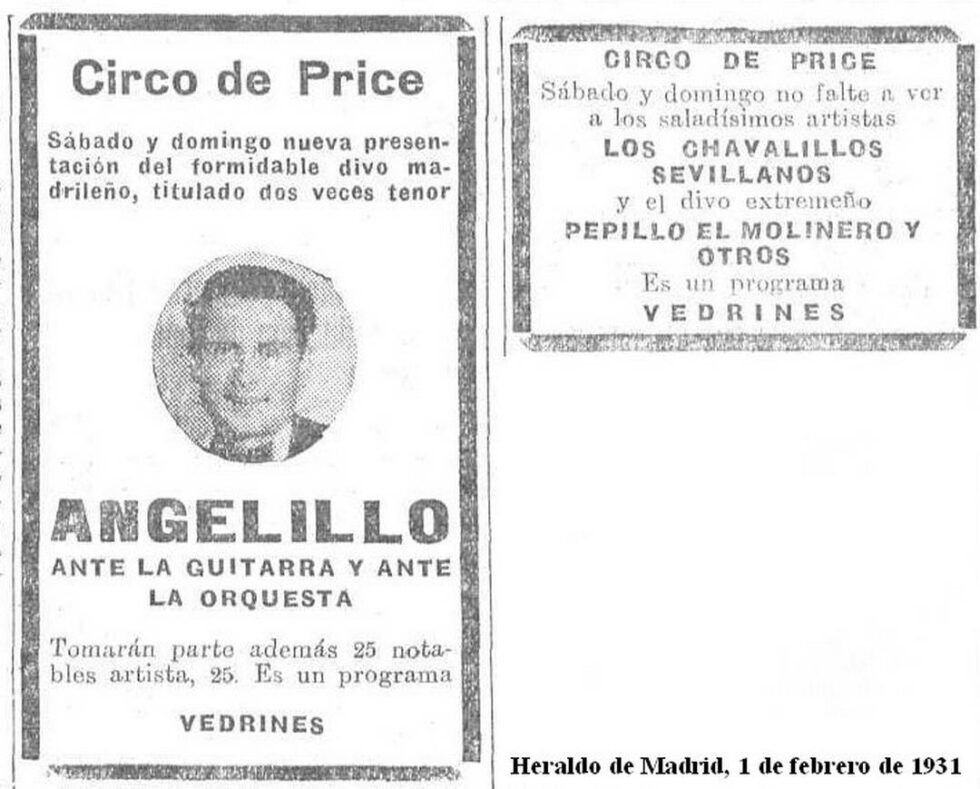 Circo de Price
Sábado y domingo nueva presen-
tación del formidable divo ma-
drileño, titulado dos veces tenor
ANGELILLO
ANTE LA GUITARRA Y ANTE
LA ORQUESTA
Tomarán parte además 25 nota-
bles artista, 25. Es un programa
VEDRINES
CIRCO DE PRICE
Sábado y domingo no falte a ver
a los saladísimos artistas
LOS CHAVALILLOS
SEVILLANOS
y el divo extremeño
PEPILLO EL MOLINERO Y
OTROS
Es un programa
VEDRINES
Heraldo de Madrid, 1 de febrero de 1931